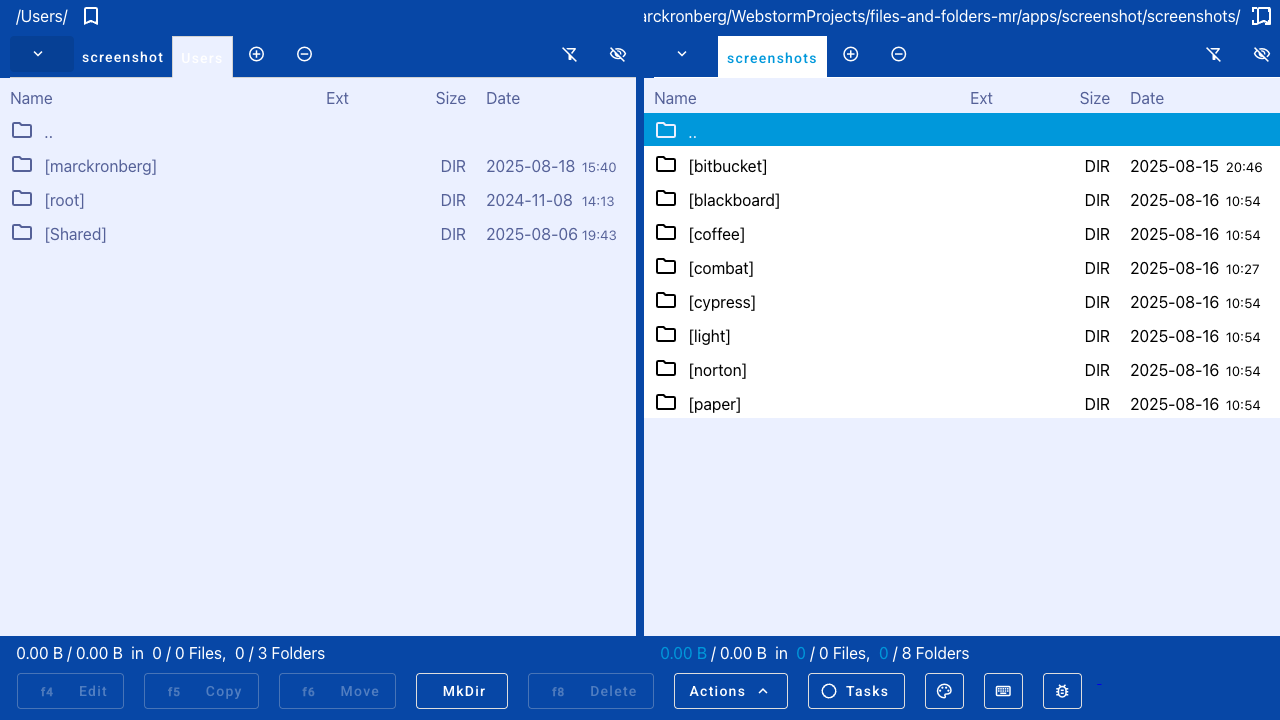 /Users/
arckronberg/WebstormProjects/files-and-folders-mr/apps/screenshot/screenshots/
screenshot Users
screenshots
Name Ext Size Date
..
[marckronberg] DIR 2025-08-18 15:40
[root] DIR 2024-11-08 14:13
[Shared] DIR 2025-08-06 19:43
Name Ext Size Date
..
[bitbucket] DIR 2025-08-15 20:46
[blackboard] DIR 2025-08-16 10:54
[coffee] DIR 2025-08-16 10:54
[combat] DIR 2025-08-16 10:27
[cypress] DIR 2025-08-16 10:54
[light] DIR 2025-08-16 10:54
[norton] DIR 2025-08-16 10:54
[paper] DIR 2025-08-16 10:54
0.00 B / 0.00 B in 0 / 0 Files, 0 / 3 Folders
0.00 B / 0.00 B in 0 / 0 Files, 0 / 8 Folders
f4 Edit f5 Copy f6 Move MkDir f8 Delete Actions Tasks